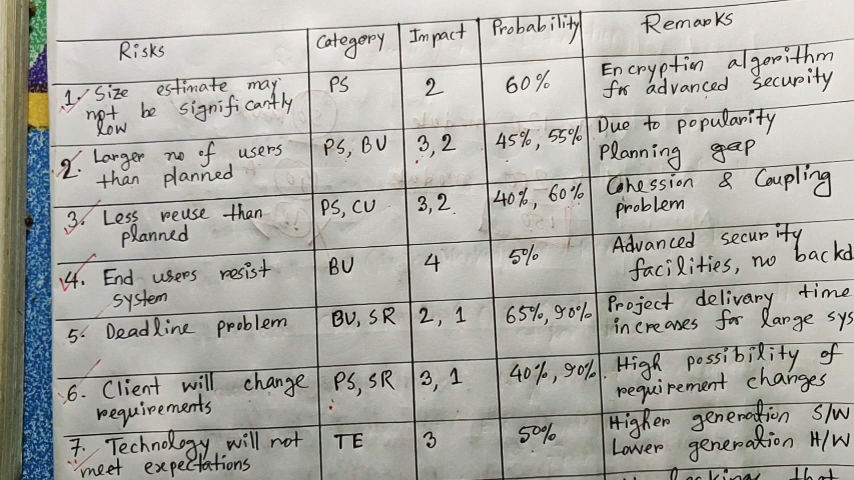 Risks Category Impact Probability Remarks
1. Size estimate may PS 2 60% Encryption algorithm
not be significantly for advanced security
low
2. Larger no of users PS, BU 3,2 45%, 55% Due to popularity
than planned Planning gap
3. Less reuse than PS, CU 3,2 40%, 60% Cohession & Coupling
planned problem
4. End users resist BU 4 5% Advanced security
system facilities, no backd
5. Deadline problem BU, SR 2, 1 65%, 90% Project delivary time
increases for large sys
6. Client will change PS, SR 3, 1 40%, 90% High possibility of
requirements requirement changes
7. Technology will not TE 3 50% Higher generation S/W
meet expectations Lower generation H/W
that